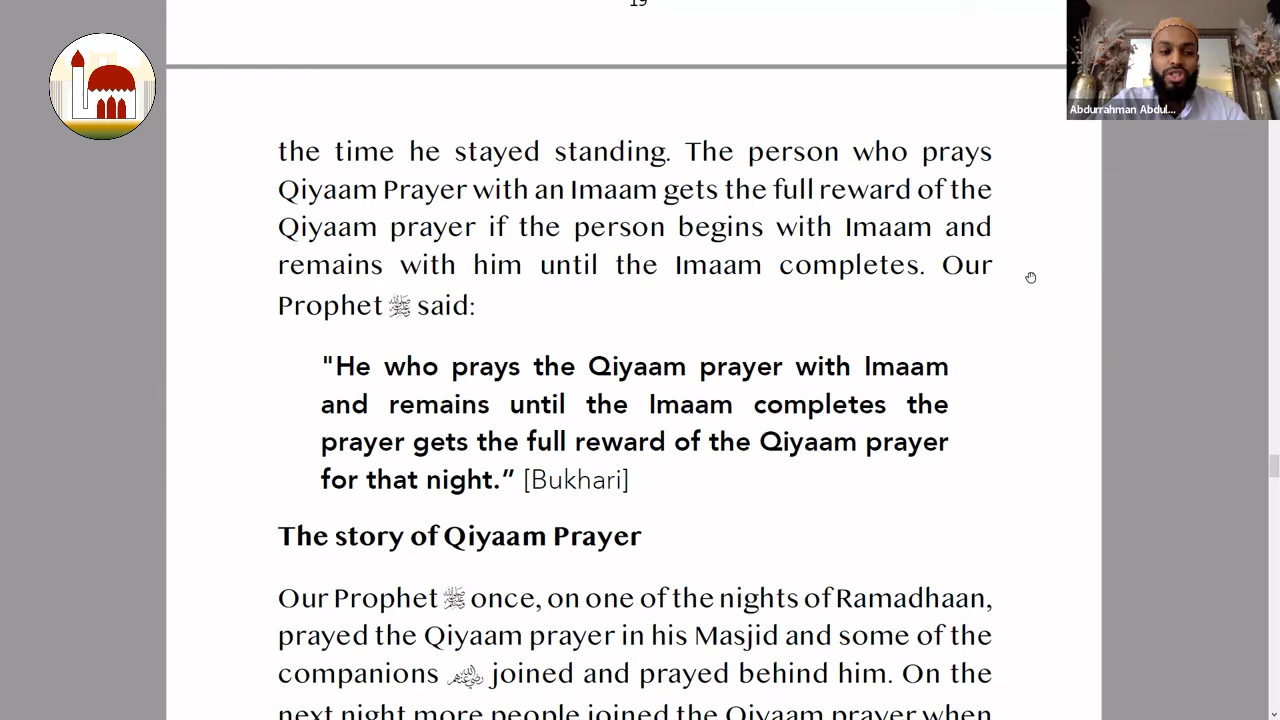 19
Abdurrahman Abdul...
the time he stayed standing. The person who prays
Qiyaam Prayer with an Imaam gets the full reward of the
Qiyaam prayer if the person begins with Imaam and
remains with him until the Imaam completes. Our
Prophet ﷺ said:
"He who prays the Qiyaam prayer with Imaam
and remains until the Imaam completes the
prayer gets the full reward of the Qiyaam prayer
for that night.” [Bukhari]
The story of Qiyaam Prayer
Our Prophet ﷺ once, on one of the nights of Ramadhaan,
prayed the Qiyaam prayer in his Masjid and some of the
companions رضي الله عنهم joined and prayed behind him. On the
next night more people joined the Qiyaam prayer when